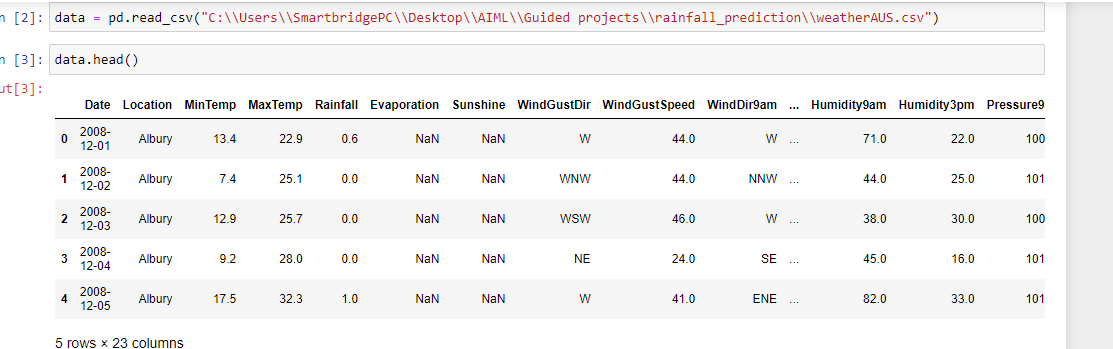 n [2]: data = pd.read_csv("C:\\Users\\SmartbridgePC\\Desktop\\AIML\\Guided projects\\rainfall_prediction\\weatherAUS.csv")
n [3]: data.head()
ut[3]:
Date Location MinTemp MaxTemp Rainfall Evaporation Sunshine WindGustDir WindGustSpeed WindDir9am ... Humidity9am Humidity3pm Pressure9
0 2008-12-01 Albury 13.4 22.9 0.6 NaN NaN W 44.0 W ... 71.0 22.0 100
1 2008-12-02 Albury 7.4 25.1 0.0 NaN NaN WNW 44.0 NNW ... 44.0 25.0 101
2 2008-12-03 Albury 12.9 25.7 0.0 NaN NaN WSW 46.0 W ... 38.0 30.0 100
3 2008-12-04 Albury 9.2 28.0 0.0 NaN NaN NE 24.0 SE ... 45.0 16.0 101
4 2008-12-05 Albury 17.5 32.3 1.0 NaN NaN W 41.0 ENE ... 82.0 33.0 101
5 rows × 23 columns